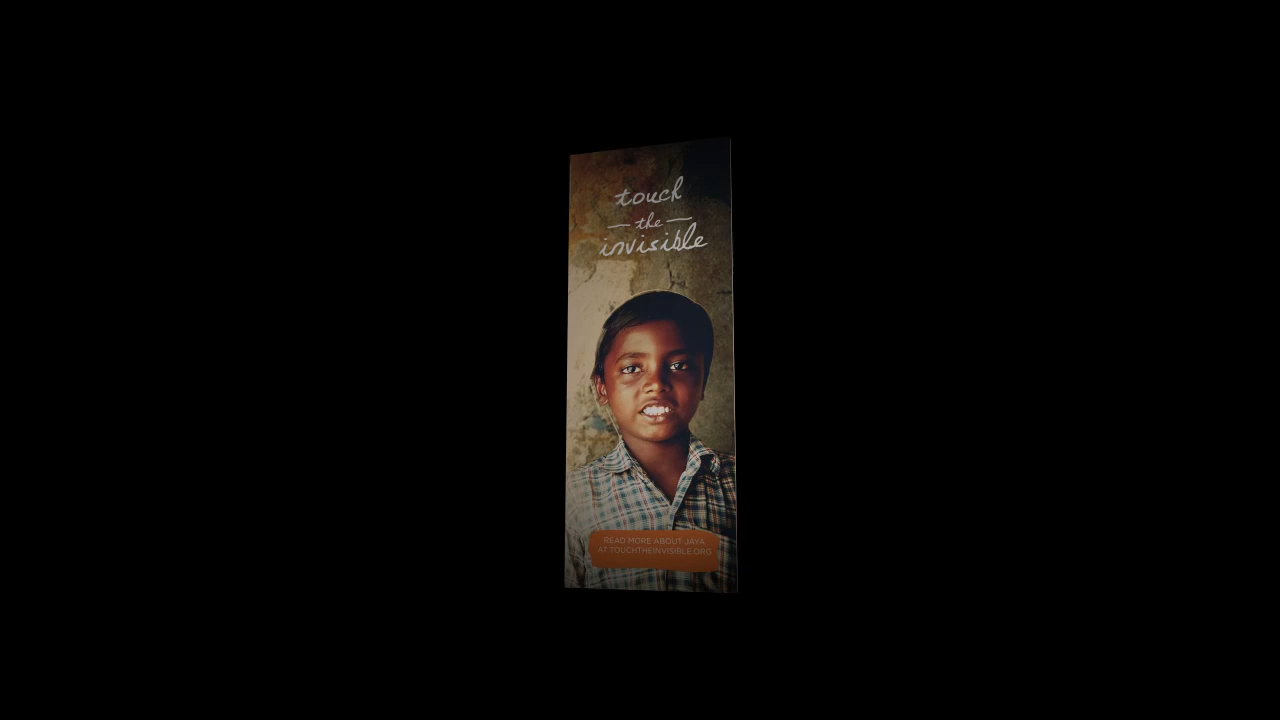 touch
the
invisible
READ MORE ABOUT JAYA
AT TOUCHTHEINVISIBLE.ORG